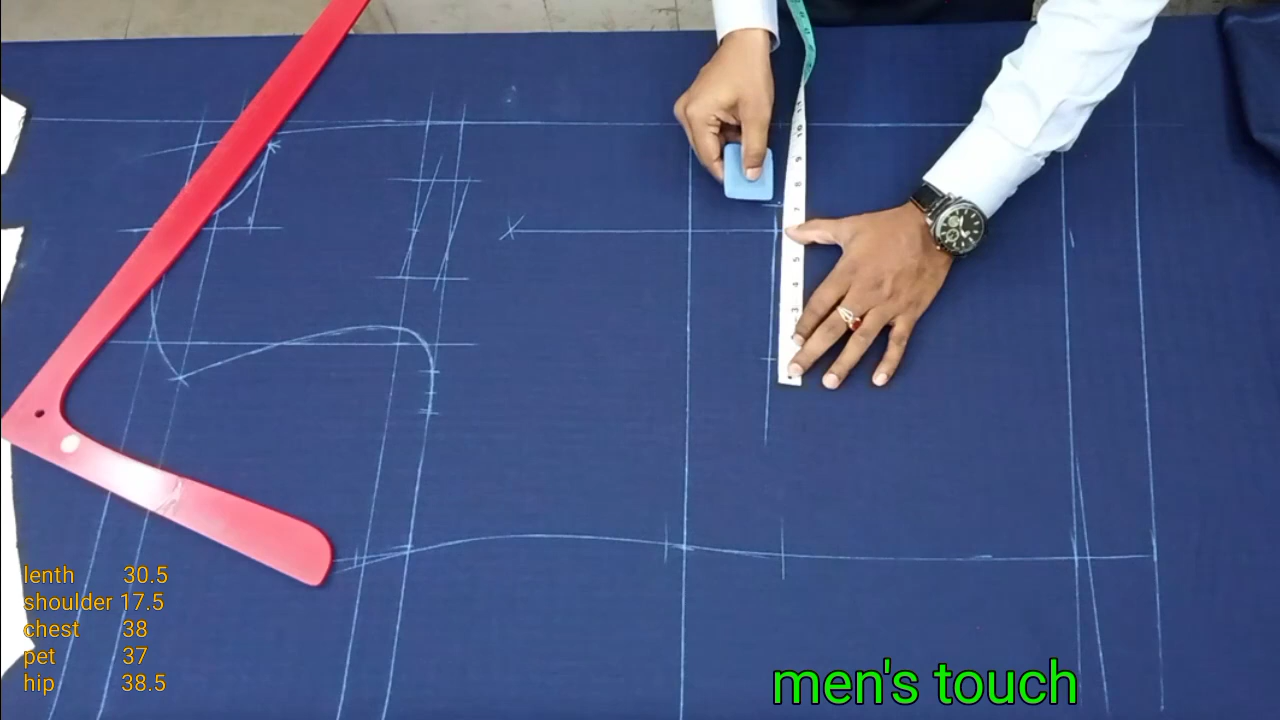 lenth 30.5
shoulder 17.5
chest 38
pet 37
hip 38.5
men's touch